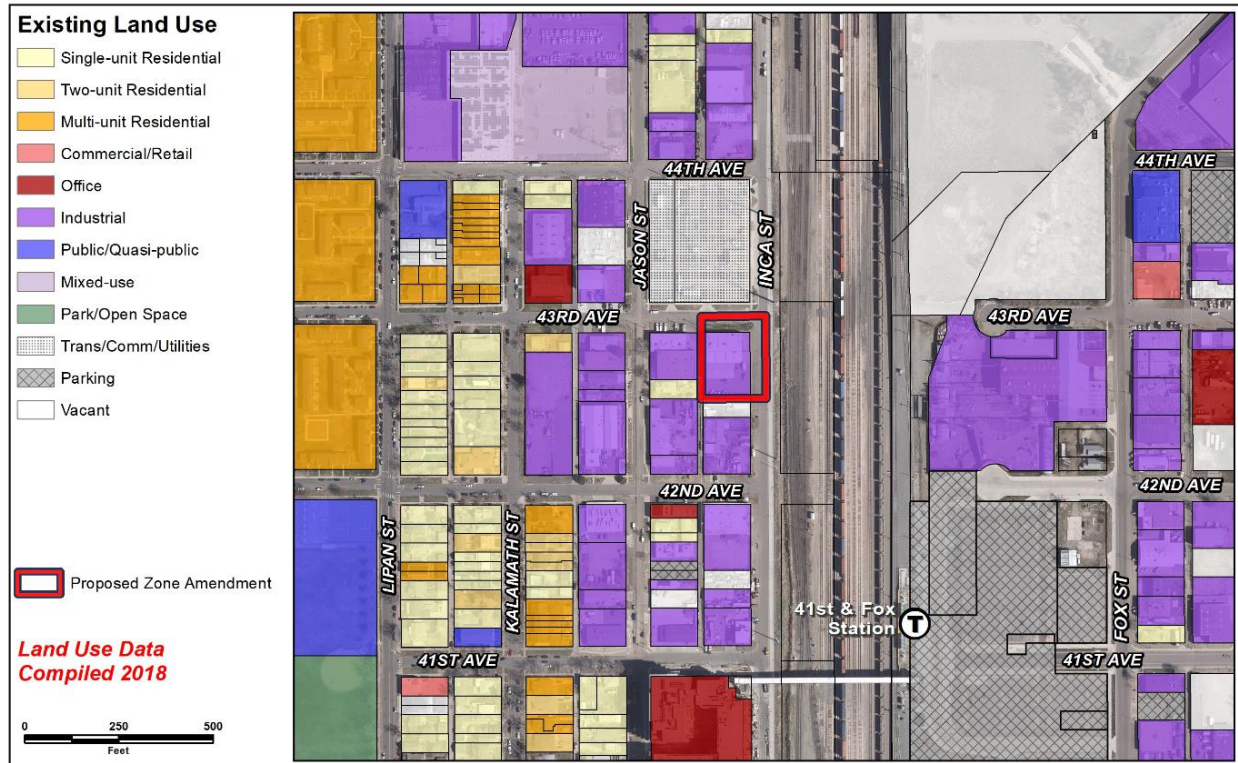 Existing Land Use
Single-unit Residential
Two-unit Residential
Multi-unit Residential
Commercial/Retail
Office
Industrial
Public/Quasi-public
Mixed-use
Park/Open Space
Trans/Comm/Utilities
Parking
Vacant
Proposed Zone Amendment
Land Use Data
Compiled 2018
0 250 500
Feet
44TH AVE
44TH AVE
JASON ST
INCA ST
43RD AVE
43RD AVE
42ND AVE
42ND AVE
LIPAN ST
KALAMATH ST
FOX ST
41st & Fox
Station
T
41ST AVE
41ST AVE